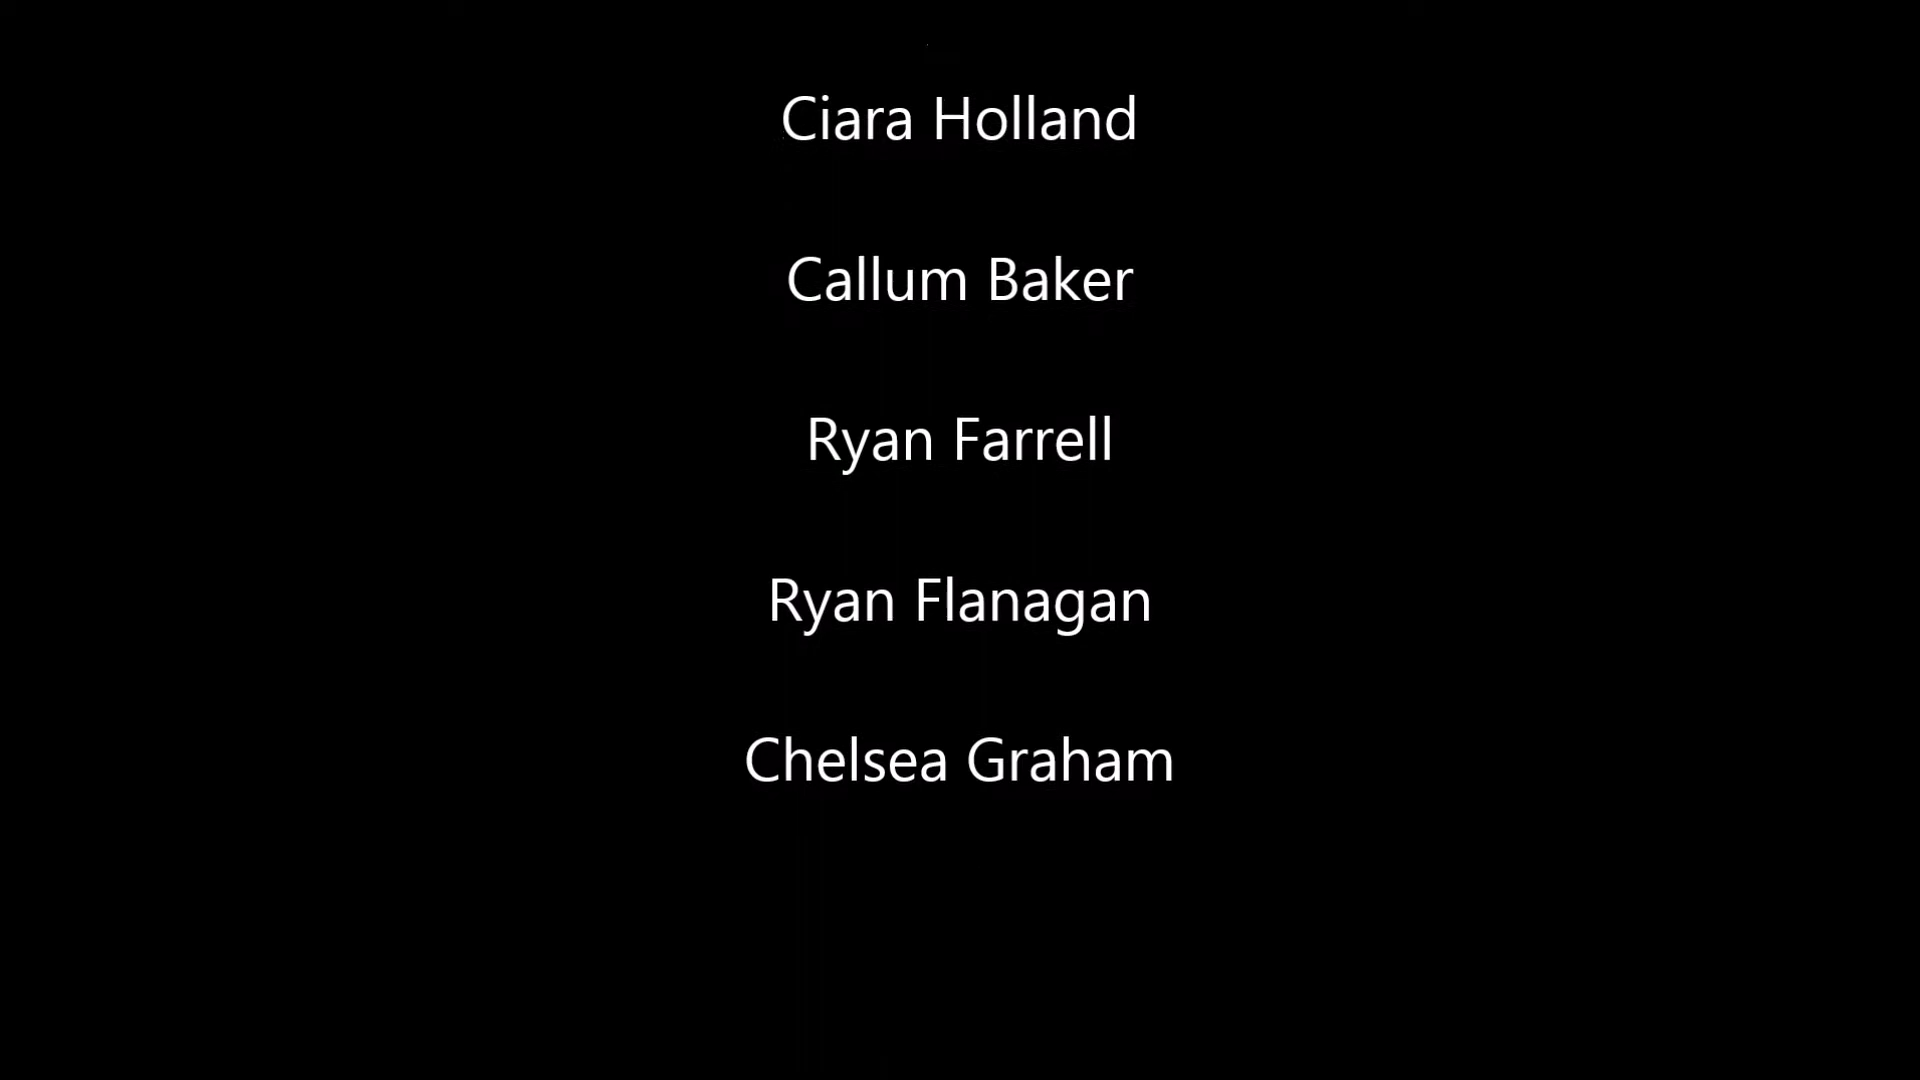 Ciara Holland
Callum Baker
Ryan Farrell
Ryan Flanagan
Chelsea Graham